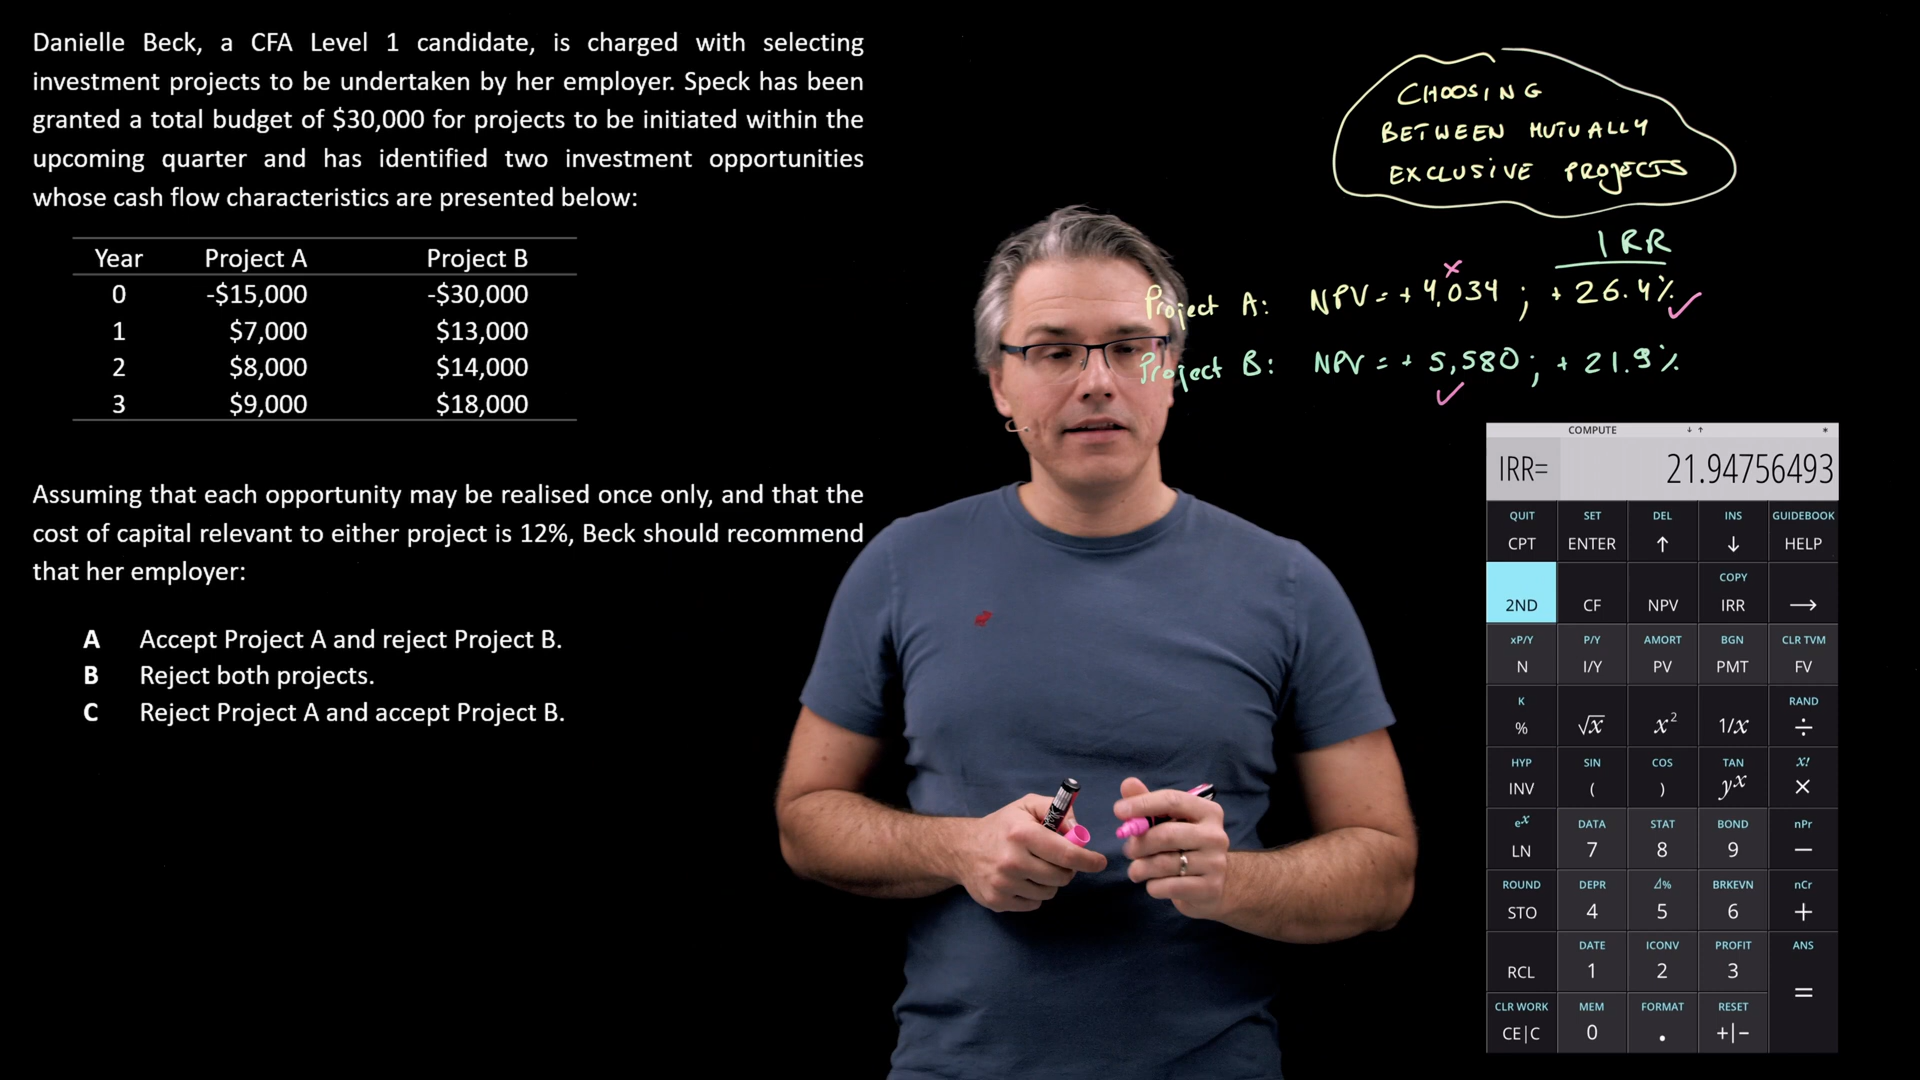 Danielle Beck, a CFA Level 1 candidate, is charged with selecting
investment projects to be undertaken by her employer. Speck has been
granted a total budget of $30,000 for projects to be initiated within the
upcoming quarter and has identified two investment opportunities
whose cash flow characteristics are presented below:
Year Project A Project B
0 -$15,000 -$30,000
1 $7,000 $13,000
2 $8,000 $14,000
3 $9,000 $18,000
Assuming that each opportunity may be realised once only, and that the
cost of capital relevant to either project is 12%, Beck should recommend
that her employer:
A Accept Project A and reject Project B.
B Reject both projects.
C Reject Project A and accept Project B.
CHOOSING
BETWEEN MUTUALLY
EXCLUSIVE PROJECTS
IRR
Project A: NPV = + 4,034 ; + 26.4%
Project B: NPV = + 5,580 ; + 21.9%
COMPUTE ↓ ↑ *
IRR= 21.94756493
QUIT SET DEL INS GUIDEBOOK
CPT ENTER ↑ ↓ HELP
COPY
2ND CF NPV IRR →
xP/Y P/Y AMORT BGN CLR TVM
N I/Y PV PMT FV
K RAND
% √x x² 1/x ÷
HYP SIN COS TAN x!
INV ( ) yˣ ×
eˣ DATA STAT BOND nPr
LN 7 8 9 −
ROUND DEPR Δ% BRKEVN nCr
STO 4 5 6 +
DATE ICONV PROFIT ANS
RCL 1 2 3 =
CLR WORK MEM FORMAT RESET
CE|C 0 . +|−